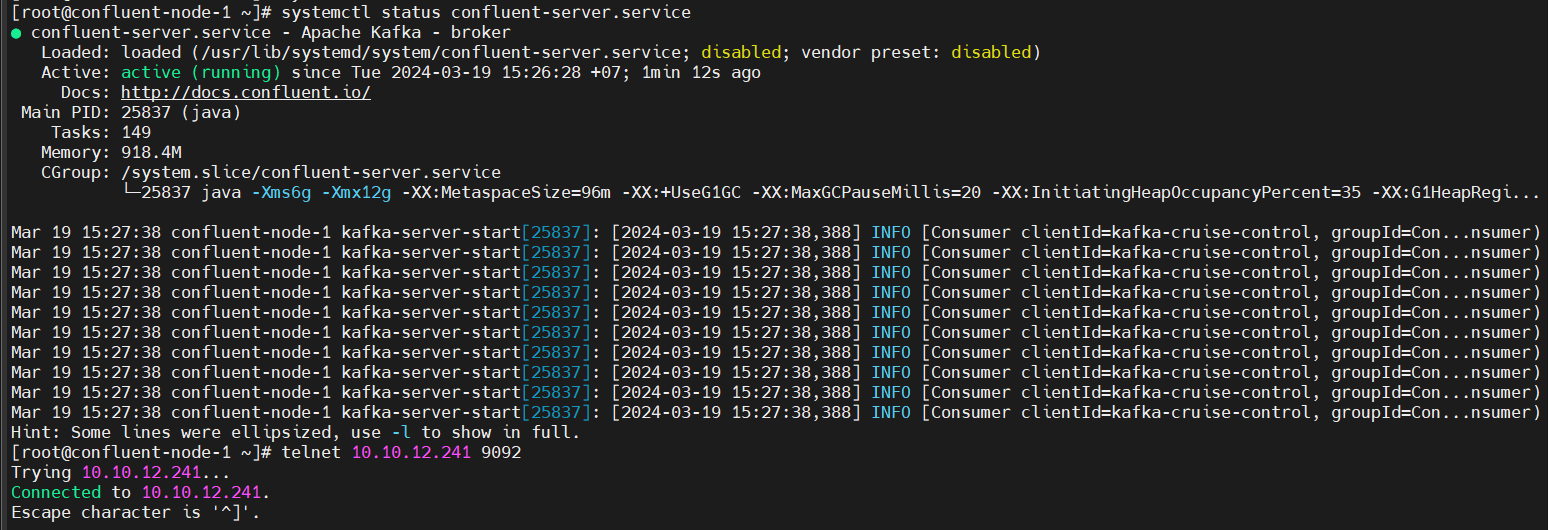 [root@confluent-node-1 ~]# systemctl status confluent-server.service
● confluent-server.service - Apache Kafka - broker
   Loaded: loaded (/usr/lib/systemd/system/confluent-server.service; disabled; vendor preset: disabled)
   Active: active (running) since Tue 2024-03-19 15:26:28 +07; 1min 12s ago
     Docs: http://docs.confluent.io/
 Main PID: 25837 (java)
    Tasks: 149
   Memory: 918.4M
   CGroup: /system.slice/confluent-server.service
           └─25837 java -Xms6g -Xmx12g -XX:MetaspaceSize=96m -XX:+UseG1GC -XX:MaxGCPauseMillis=20 -XX:InitiatingHeapOccupancyPercent=35 -XX:G1HeapRegi...

Mar 19 15:27:38 confluent-node-1 kafka-server-start[25837]: [2024-03-19 15:27:38,388] INFO [Consumer clientId=kafka-cruise-control, groupId=Con...nsumer)
Mar 19 15:27:38 confluent-node-1 kafka-server-start[25837]: [2024-03-19 15:27:38,388] INFO [Consumer clientId=kafka-cruise-control, groupId=Con...nsumer)
Mar 19 15:27:38 confluent-node-1 kafka-server-start[25837]: [2024-03-19 15:27:38,388] INFO [Consumer clientId=kafka-cruise-control, groupId=Con...nsumer)
Mar 19 15:27:38 confluent-node-1 kafka-server-start[25837]: [2024-03-19 15:27:38,388] INFO [Consumer clientId=kafka-cruise-control, groupId=Con...nsumer)
Mar 19 15:27:38 confluent-node-1 kafka-server-start[25837]: [2024-03-19 15:27:38,388] INFO [Consumer clientId=kafka-cruise-control, groupId=Con...nsumer)
Mar 19 15:27:38 confluent-node-1 kafka-server-start[25837]: [2024-03-19 15:27:38,388] INFO [Consumer clientId=kafka-cruise-control, groupId=Con...nsumer)
Mar 19 15:27:38 confluent-node-1 kafka-server-start[25837]: [2024-03-19 15:27:38,388] INFO [Consumer clientId=kafka-cruise-control, groupId=Con...nsumer)
Mar 19 15:27:38 confluent-node-1 kafka-server-start[25837]: [2024-03-19 15:27:38,388] INFO [Consumer clientId=kafka-cruise-control, groupId=Con...nsumer)
Mar 19 15:27:38 confluent-node-1 kafka-server-start[25837]: [2024-03-19 15:27:38,388] INFO [Consumer clientId=kafka-cruise-control, groupId=Con...nsumer)
Mar 19 15:27:38 confluent-node-1 kafka-server-start[25837]: [2024-03-19 15:27:38,388] INFO [Consumer clientId=kafka-cruise-control, groupId=Con...nsumer)
Hint: Some lines were ellipsized, use -l to show in full.
[root@confluent-node-1 ~]# telnet 10.10.12.241 9092
Trying 10.10.12.241...
Connected to 10.10.12.241.
Escape character is '^]'.